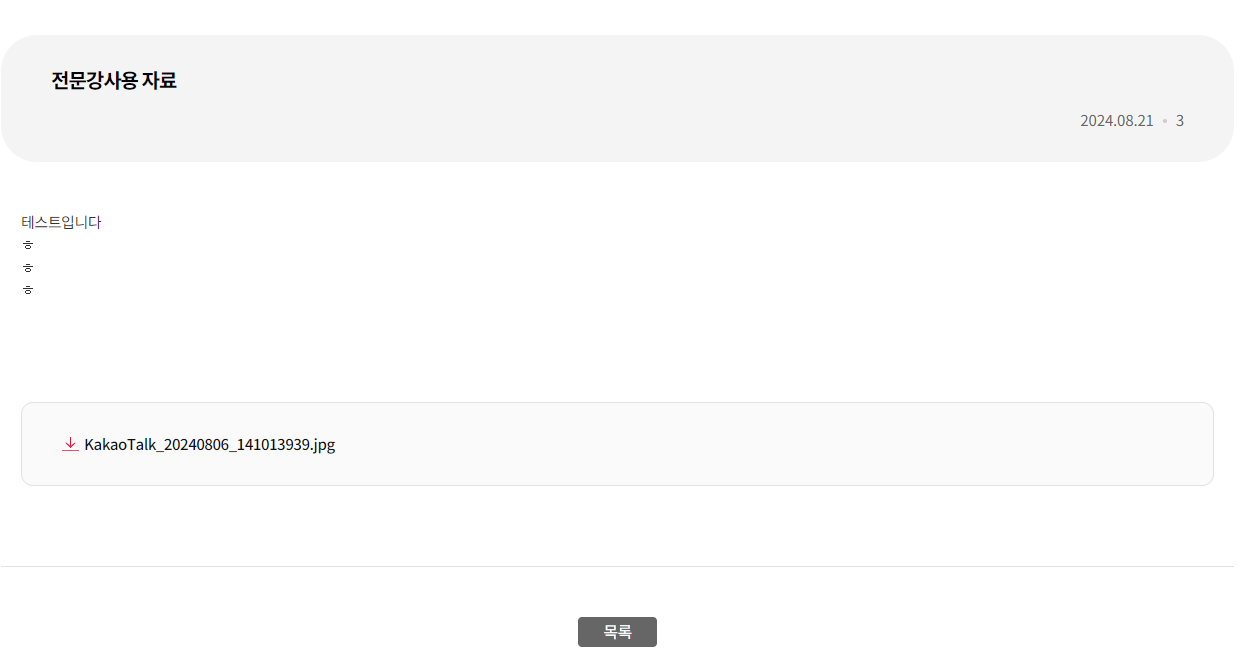 전문강사용 자료
2024.08.21 • 3
테스트입니다
ㅎ
ㅎ
ㅎ
KakaoTalk_20240806_141013939.jpg
목록